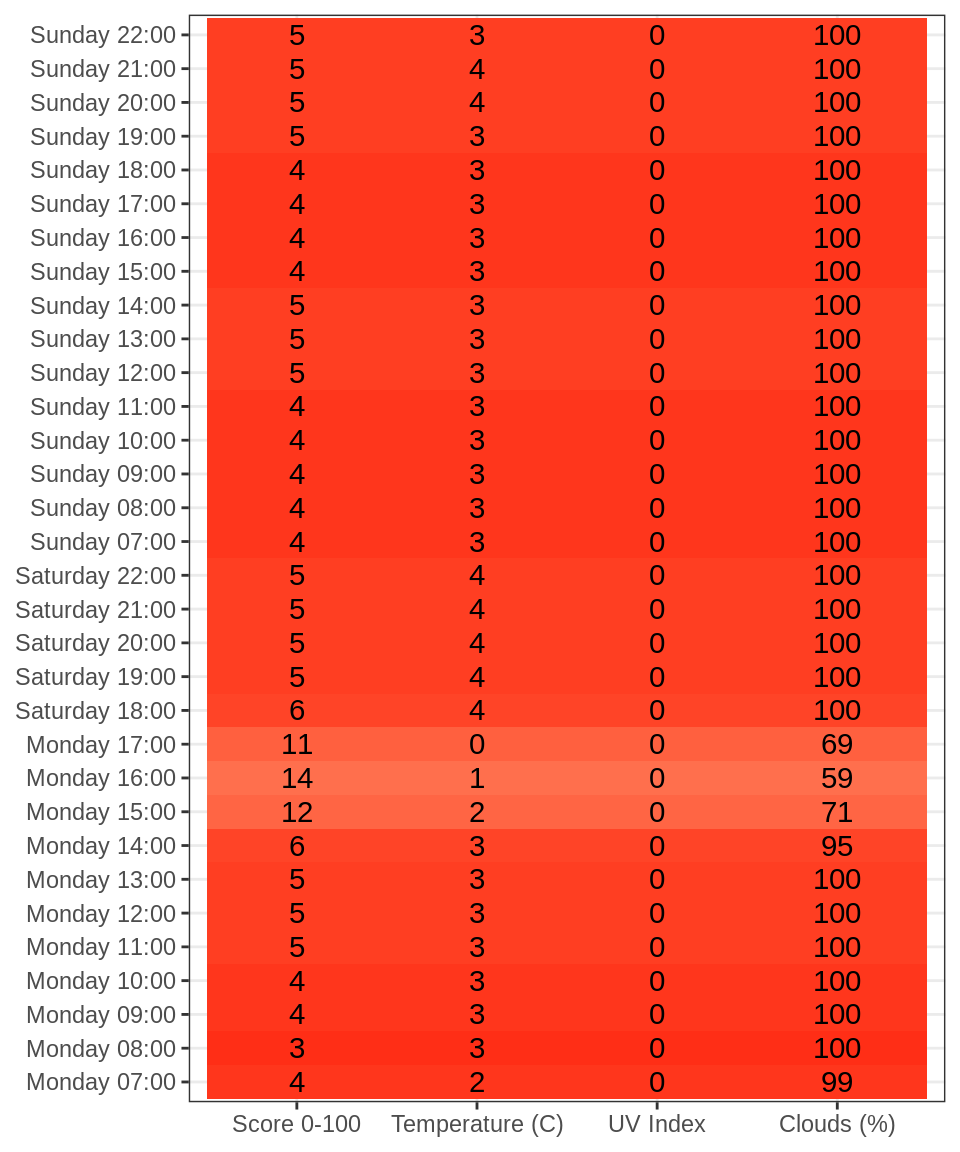 Sunday 22:00 5 3 0 100
Sunday 21:00 5 4 0 100
Sunday 20:00 5 4 0 100
Sunday 19:00 5 3 0 100
Sunday 18:00 4 3 0 100
Sunday 17:00 4 3 0 100
Sunday 16:00 4 3 0 100
Sunday 15:00 4 3 0 100
Sunday 14:00 5 3 0 100
Sunday 13:00 5 3 0 100
Sunday 12:00 5 3 0 100
Sunday 11:00 4 3 0 100
Sunday 10:00 4 3 0 100
Sunday 09:00 4 3 0 100
Sunday 08:00 4 3 0 100
Sunday 07:00 4 3 0 100
Saturday 22:00 5 4 0 100
Saturday 21:00 5 4 0 100
Saturday 20:00 5 4 0 100
Saturday 19:00 5 4 0 100
Saturday 18:00 6 4 0 100
Monday 17:00 11 0 0 69
Monday 16:00 14 1 0 59
Monday 15:00 12 2 0 71
Monday 14:00 6 3 0 95
Monday 13:00 5 3 0 100
Monday 12:00 5 3 0 100
Monday 11:00 5 3 0 100
Monday 10:00 4 3 0 100
Monday 09:00 4 3 0 100
Monday 08:00 3 3 0 100
Monday 07:00 4 2 0 99
Score 0-100 Temperature (C) UV Index Clouds (%)